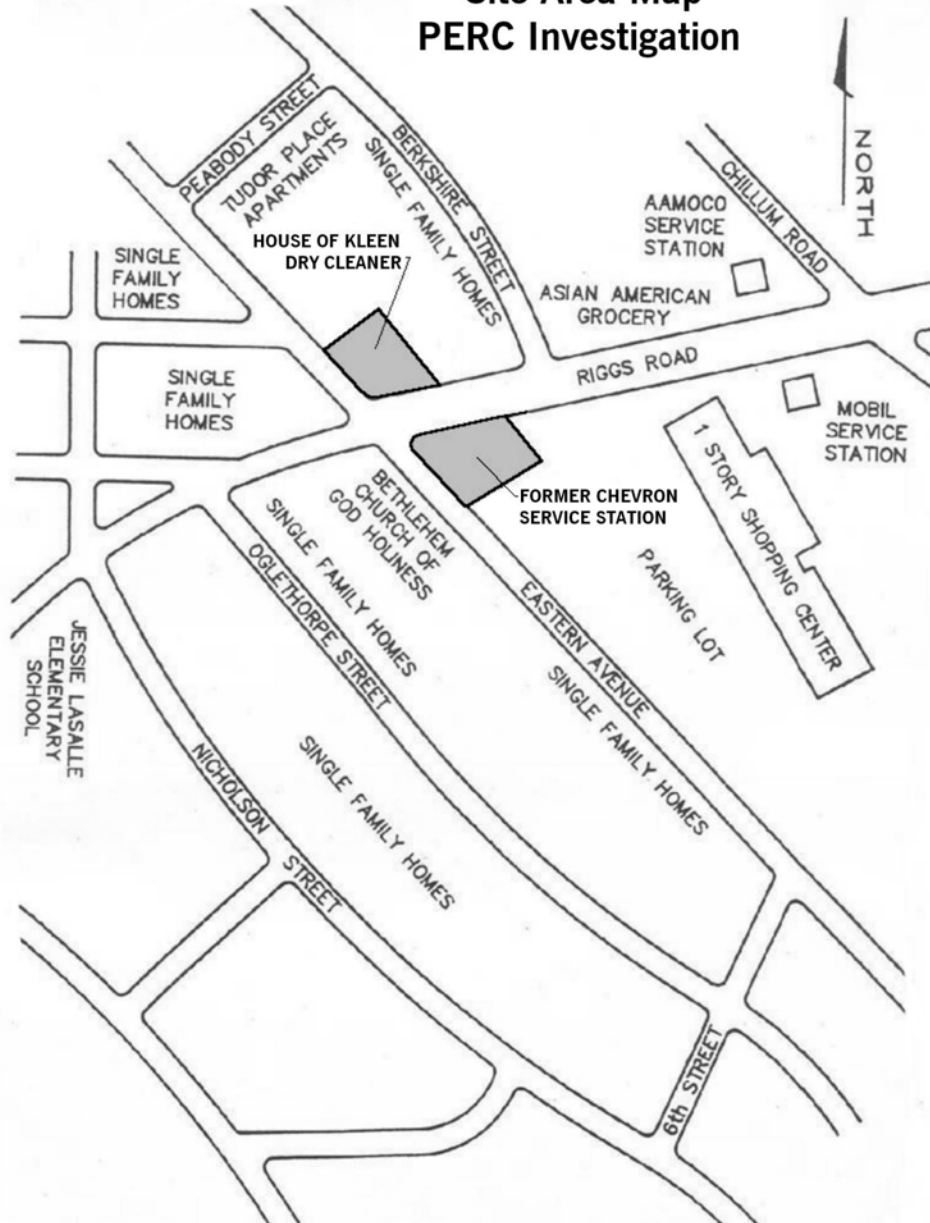 Site Area Map
PERC Investigation
NORTH
PEABODY STREET
TUDOR PLACE
APARTMENTS
BERKSHIRE STREET
SINGLE FAMILY HOMES
CHILLUM ROAD
AAMOCO
SERVICE
STATION
HOUSE OF KLEEN
DRY CLEANER
SINGLE
FAMILY
HOMES
ASIAN AMERICAN
GROCERY
RIGGS ROAD
SINGLE
FAMILY
HOMES
MOBIL
SERVICE
STATION
1 STORY SHOPPING CENTER
FORMER CHEVRON
SERVICE STATION
BETHLEHEM
CHURCH OF
GOD HOLINESS
SINGLE FAMILY HOMES
OGLETHORPE STREET
EASTERN AVENUE
PARKING LOT
JESSIE LASALLE
ELEMENTARY
SCHOOL
SINGLE FAMILY HOMES
SINGLE FAMILY HOMES
NICHOLSON
STREET
6th STREET